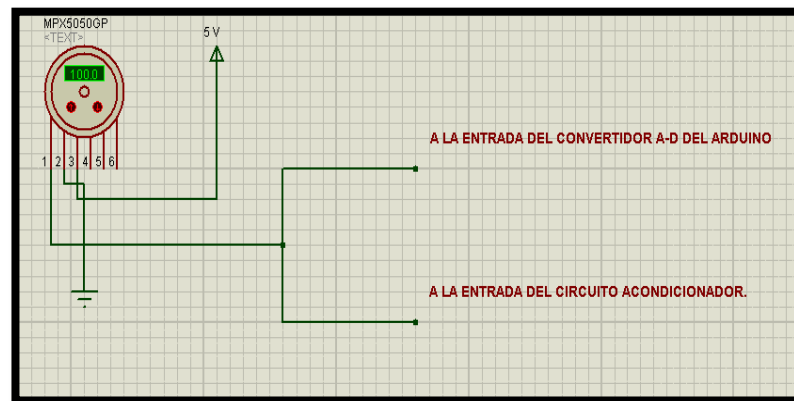 MPX5050GP
<TEXT>
5 V
100.0
A LA ENTRADA DEL CONVERTIDOR A-D DEL ARDUINO
1 2 3 4 5 6
A LA ENTRADA DEL CIRCUITO ACONDICIONADOR.